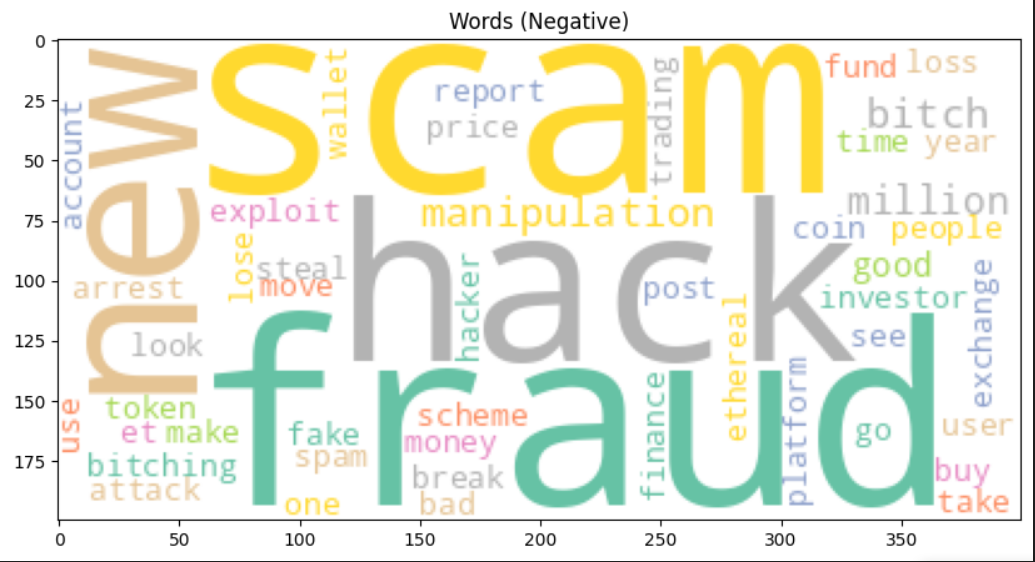 Words (Negative)
0
25
50
75
100
125
150
175
0
50
100
150
200
250
300
350
new
scam
hack
fraud
account
wallet
report
price
trading
fund
loss
bitch
time
year
million
exploit
manipulation
coin
people
lose
steal
move
arrest
hacker
post
good
investor
exchange
look
ethereal
see
use
token
et
make
bitching
attack
fake
spam
one
scheme
money
break
bad
finance
platform
go
user
buy
take